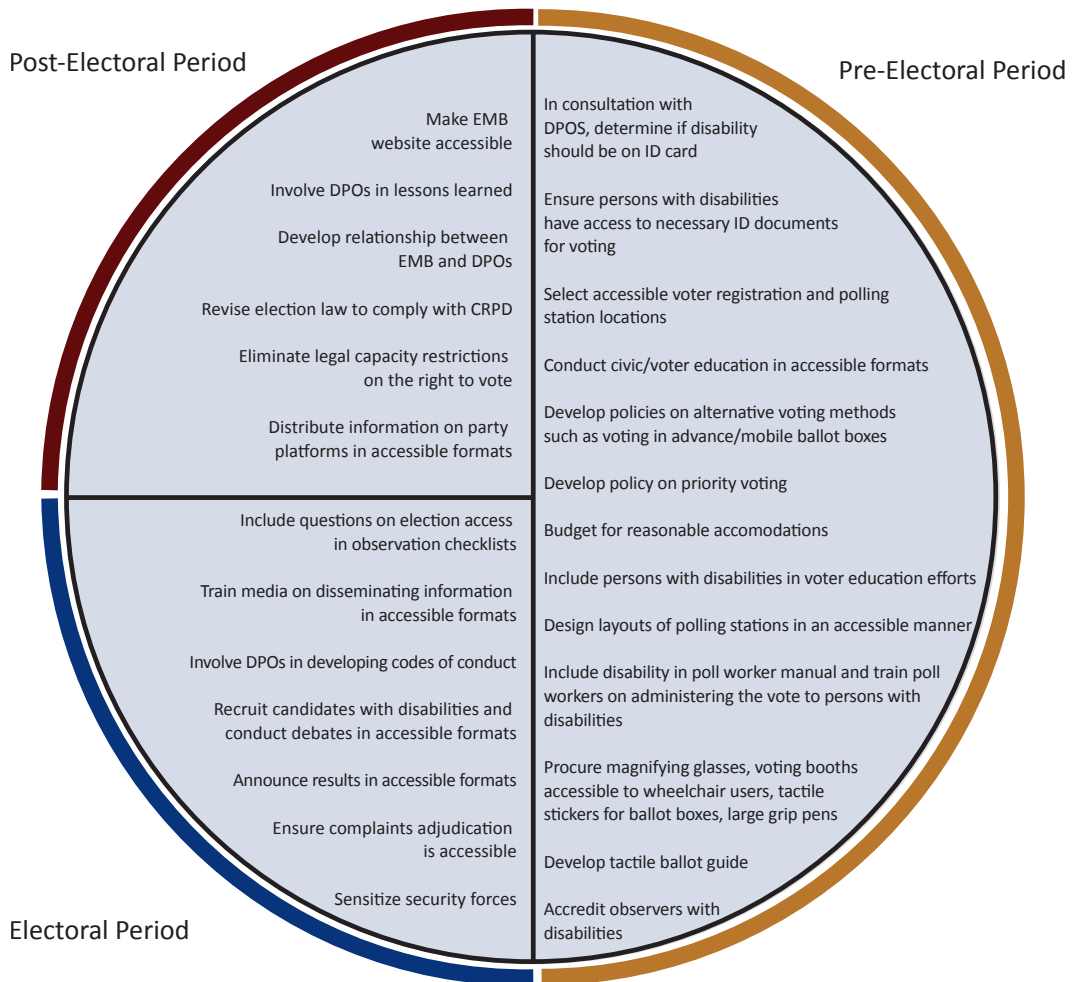 Post-Electoral Period
Make EMB
website accessible
Involve DPOs in lessons learned
Develop relationship between
EMB and DPOs
Revise election law to comply with CRPD
Eliminate legal capacity restrictions
on the right to vote
Distribute information on party
platforms in accessible formats
Pre-Electoral Period
In consultation with
DPOS, determine if disability
should be on ID card
Ensure persons with disabilities
have access to necessary ID documents
for voting
Select accessible voter registration and polling
station locations
Conduct civic/voter education in accessible formats
Develop policies on alternative voting methods
such as voting in advance/mobile ballot boxes
Develop policy on priority voting
Budget for reasonable accomodations
Include persons with disabilities in voter education efforts
Design layouts of polling stations in an accessible manner
Include disability in poll worker manual and train poll
workers on administering the vote to persons with
disabilities
Procure magnifying glasses, voting booths
accessible to wheelchair users, tactile
stickers for ballot boxes, large grip pens
Develop tactile ballot guide
Accredit observers with
disabilities
Include questions on election access
in observation checklists
Train media on disseminating information
in accessible formats
Involve DPOs in developing codes of conduct
Recruit candidates with disabilities and
conduct debates in accessible formats
Announce results in accessible formats
Ensure complaints adjudication
is accessible
Sensitize security forces
Electoral Period